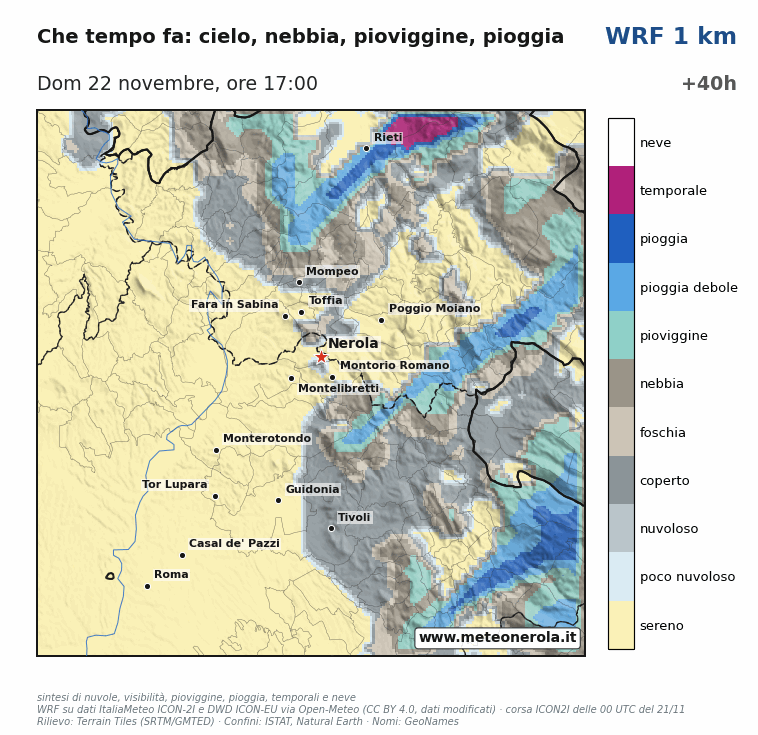 Che tempo fa: cielo, nebbia, pioviggine, pioggia
WRF 1 km
Dom 22 novembre, ore 17:00
+40h
Rieti
Mompeo
Toffia
Fara in Sabina
Poggio Moiano
Nerola
Montorio Romano
Montelibretti
Monterotondo
Tor Lupara
Guidonia
Tivoli
Casal de' Pazzi
Roma
www.meteonerola.it
neve
temporale
pioggia
pioggia debole
pioviggine
nebbia
foschia
coperto
nuvoloso
poco nuvoloso
sereno
sintesi di nuvole, visibilità, pioviggine, pioggia, temporali e neve
WRF su dati ItaliaMeteo ICON-2I e DWD ICON-EU via Open-Meteo (CC BY 4.0, dati modificati) · corsa ICON2I delle 00 UTC del 21/11
Rilievo: Terrain Tiles (SRTM/GMTED) · Confini: ISTAT, Natural Earth · Nomi: GeoNames